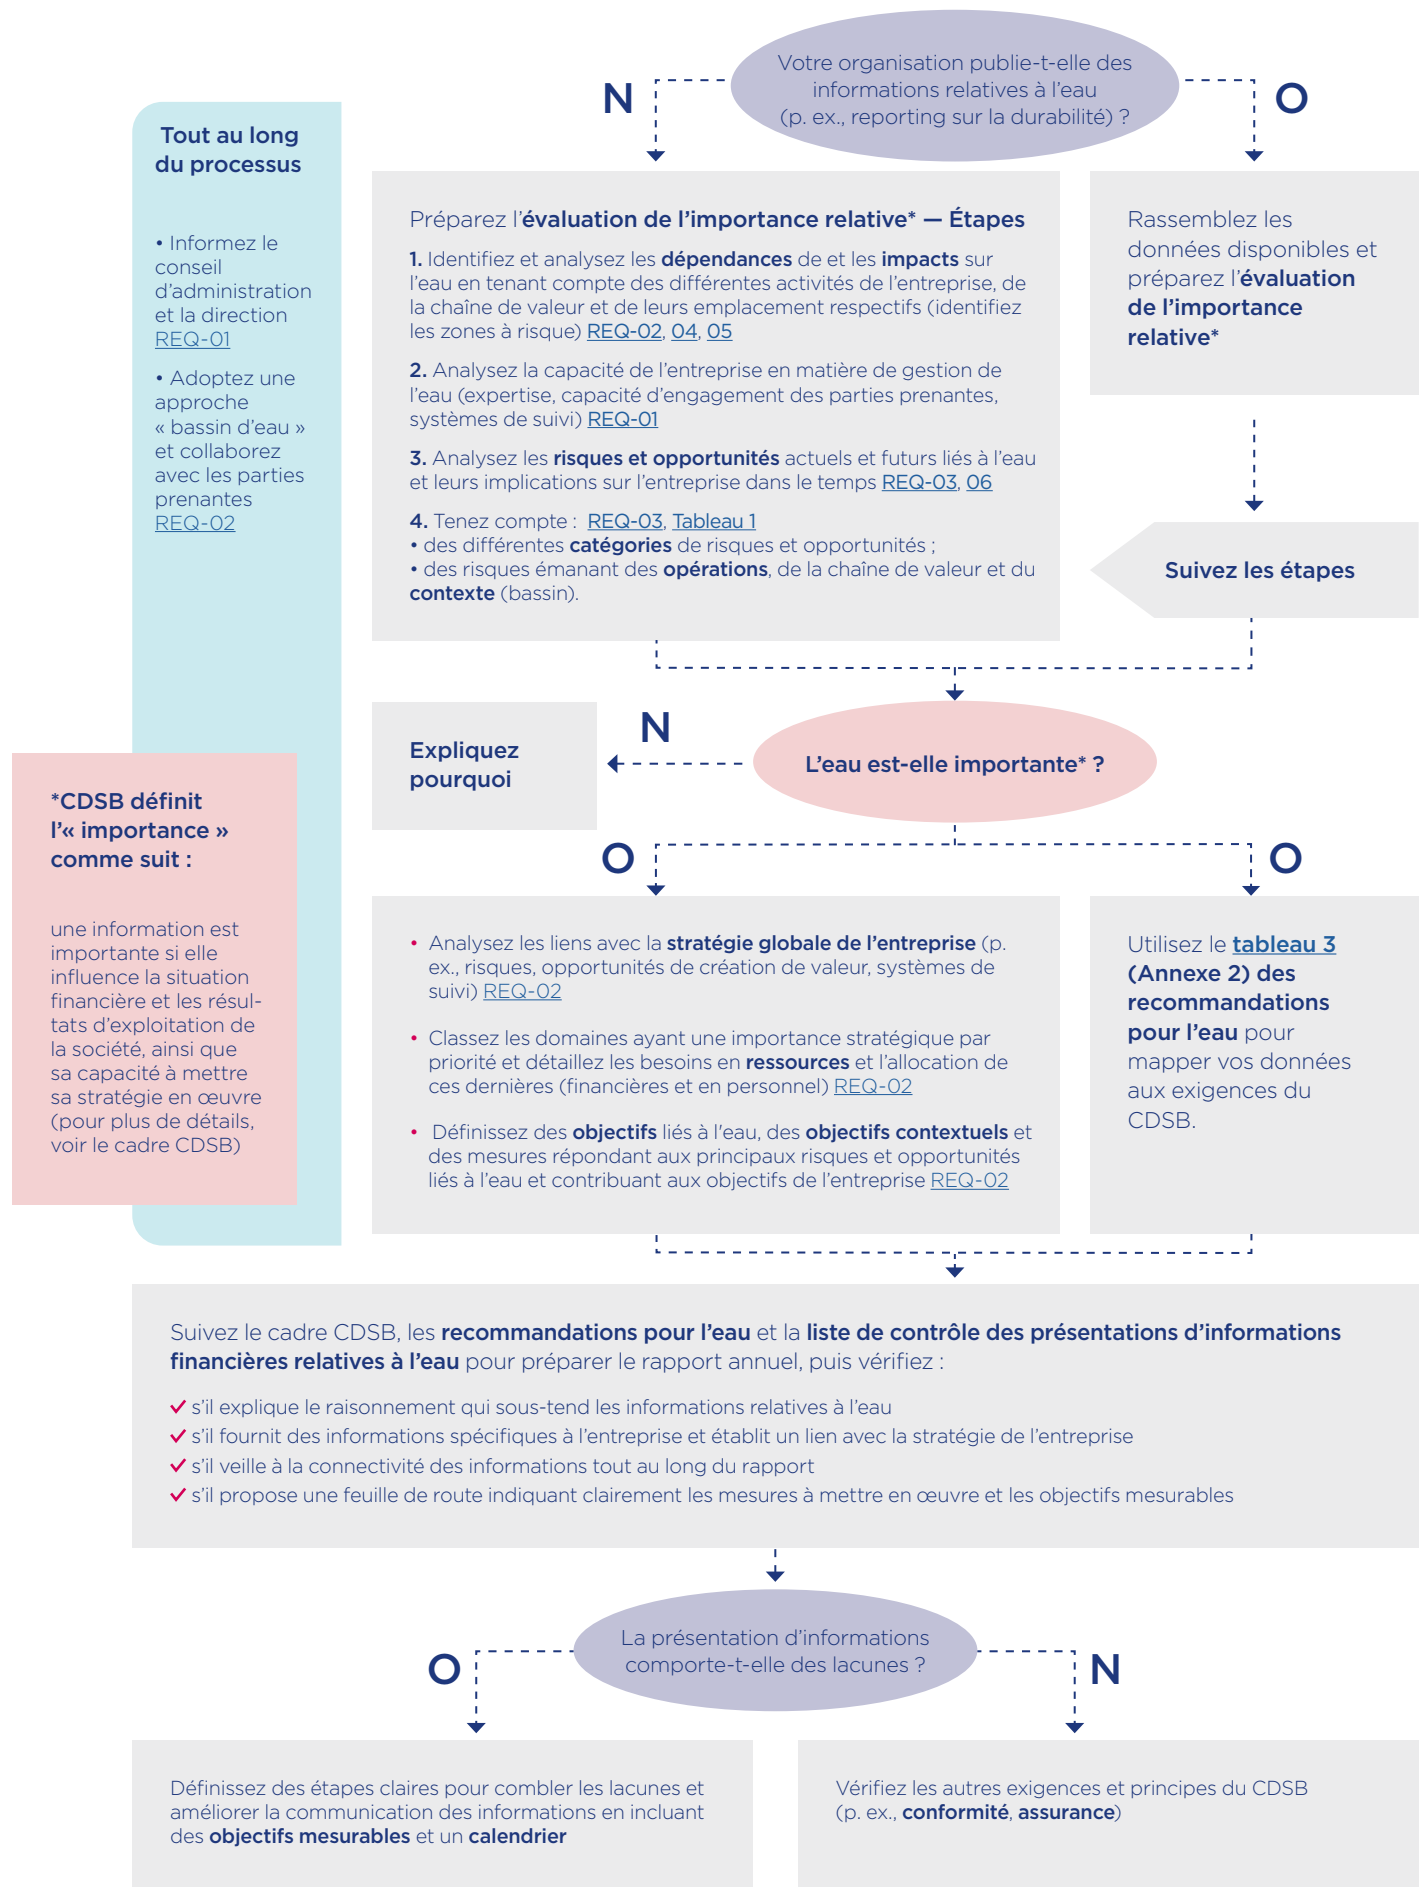 Votre organisation publie-t-elle des
informations relatives à l’eau
(p. ex., reporting sur la durabilité) ?
N
O
Tout au long
du processus
• Informez le
conseil
d’administration
et la direction
REQ-01
• Adoptez une
approche
« bassin d’eau »
et collaborez
avec les parties
prenantes
REQ-02
Préparez l’évaluation de l’importance relative* — Étapes
1. Identifiez et analysez les dépendances de et les impacts sur
l’eau en tenant compte des différentes activités de l’entreprise, de
la chaîne de valeur et de leurs emplacement respectifs (identifiez
les zones à risque) REQ-02, 04, 05
2. Analysez la capacité de l’entreprise en matière de gestion de
l’eau (expertise, capacité d’engagement des parties prenantes,
systèmes de suivi) REQ-01
3. Analysez les risques et opportunités actuels et futurs liés à l’eau
et leurs implications sur l’entreprise dans le temps REQ-03, 06
4. Tenez compte : REQ-03, Tableau 1
• des différentes catégories de risques et opportunités ;
• des risques émanant des opérations, de la chaîne de valeur et du
contexte (bassin).
Rassemblez les
données disponibles et
préparez l’évaluation
de l’importance
relative*
Suivez les étapes
L’eau est-elle importante* ?
N
Expliquez
pourquoi
*CDSB définit
l’« importance »
comme suit :
une information est
importante si elle
influence la situation
financière et les résul-
tats d’exploitation de
la société, ainsi que
sa capacité à mettre
sa stratégie en œuvre
(pour plus de détails,
voir le cadre CDSB)
O
O
• Analysez les liens avec la stratégie globale de l’entreprise (p.
ex., risques, opportunités de création de valeur, systèmes de
suivi) REQ-02
• Classez les domaines ayant une importance stratégique par
priorité et détaillez les besoins en ressources et l’allocation de
ces dernières (financières et en personnel) REQ-02
• Définissez des objectifs liés à l'eau, des objectifs contextuels et
des mesures répondant aux principaux risques et opportunités
liés à l’eau et contribuant aux objectifs de l’entreprise REQ-02
Utilisez le tableau 3
(Annexe 2) des
recommandations
pour l’eau pour
mapper vos données
aux exigences du
CDSB.
Suivez le cadre CDSB, les recommandations pour l’eau et la liste de contrôle des présentations d’informations
financières relatives à l’eau pour préparer le rapport annuel, puis vérifiez :
✓ s’il explique le raisonnement qui sous-tend les informations relatives à l’eau
✓ s’il fournit des informations spécifiques à l’entreprise et établit un lien avec la stratégie de l’entreprise
✓ s’il veille à la connectivité des informations tout au long du rapport
✓ s’il propose une feuille de route indiquant clairement les mesures à mettre en œuvre et les objectifs mesurables
La présentation d’informations
comporte-t-elle des lacunes ?
O
N
Définissez des étapes claires pour combler les lacunes et
améliorer la communication des informations en incluant
des objectifs mesurables et un calendrier
Vérifiez les autres exigences et principes du CDSB
(p. ex., conformité, assurance)